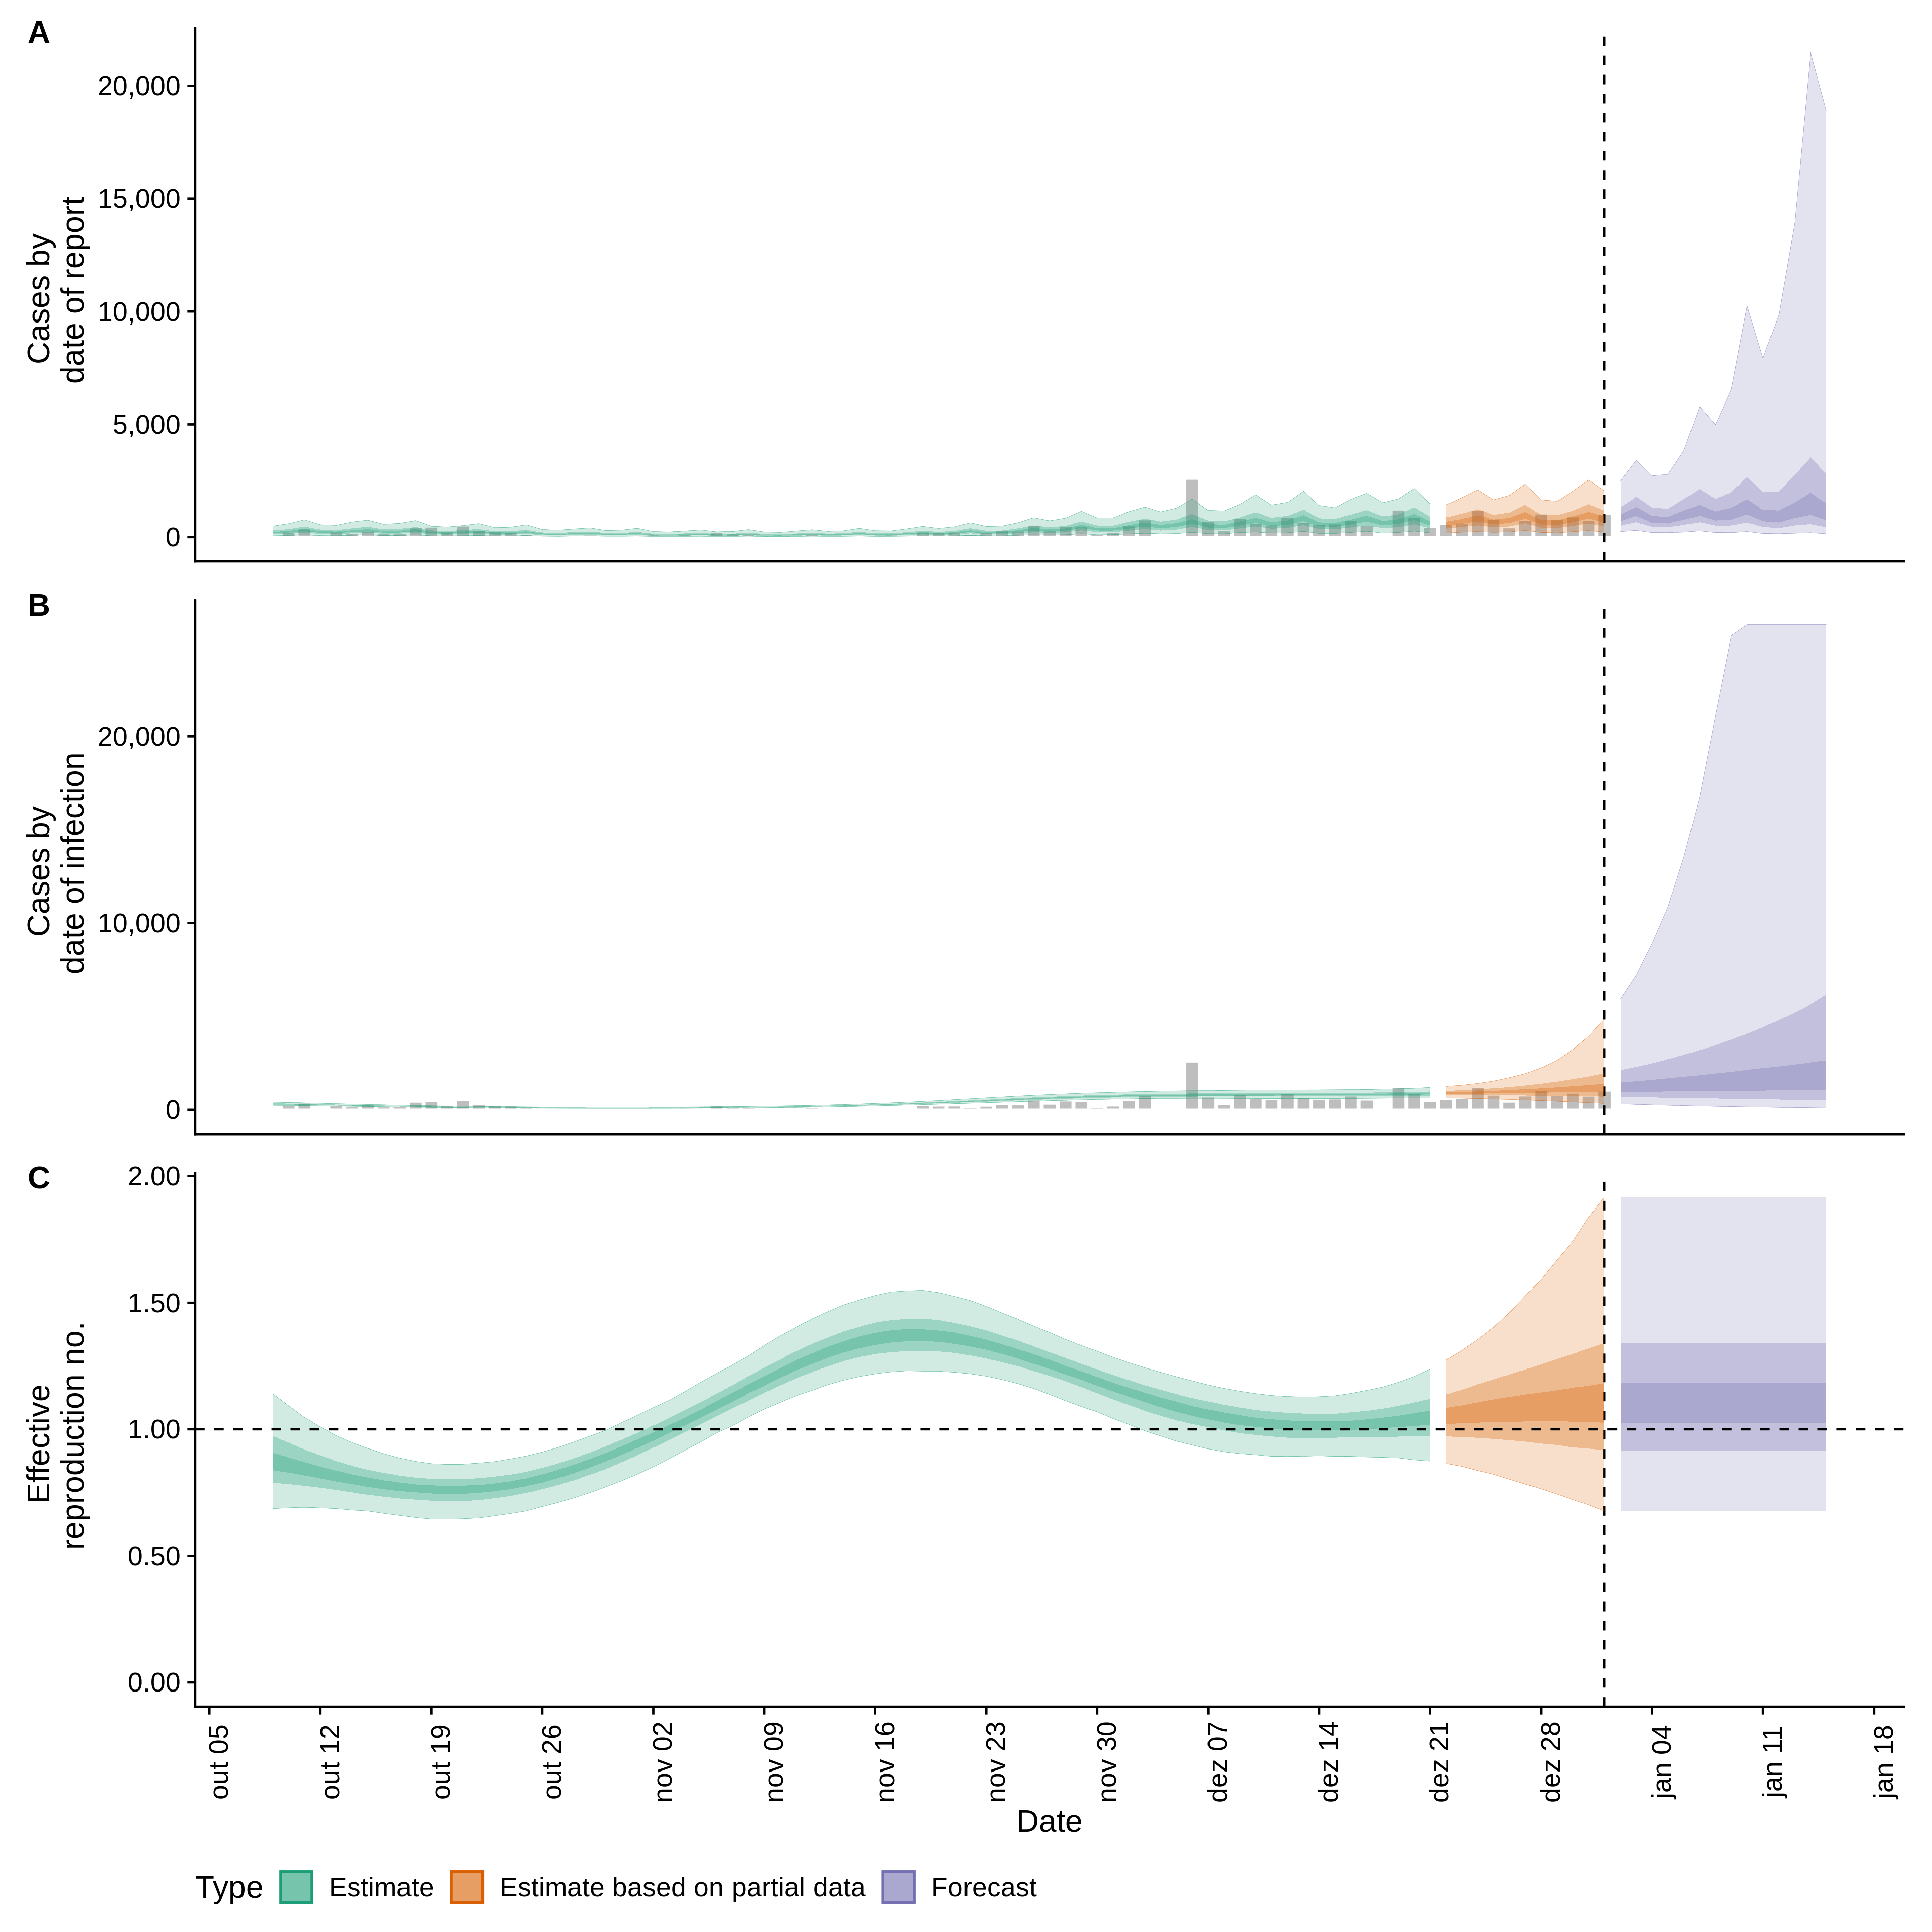 A
20,000
15,000
10,000
5,000
0
Cases by
date of report
B
20,000
10,000
0
Cases by
date of infection
C
2.00
1.50
1.00
0.50
0.00
Effective
reproduction no.
out 05
out 12
out 19
out 26
nov 02
nov 09
nov 16
nov 23
nov 30
dez 07
dez 14
dez 21
dez 28
jan 04
jan 11
jan 18
Date
Type
Estimate
Estimate based on partial data
Forecast